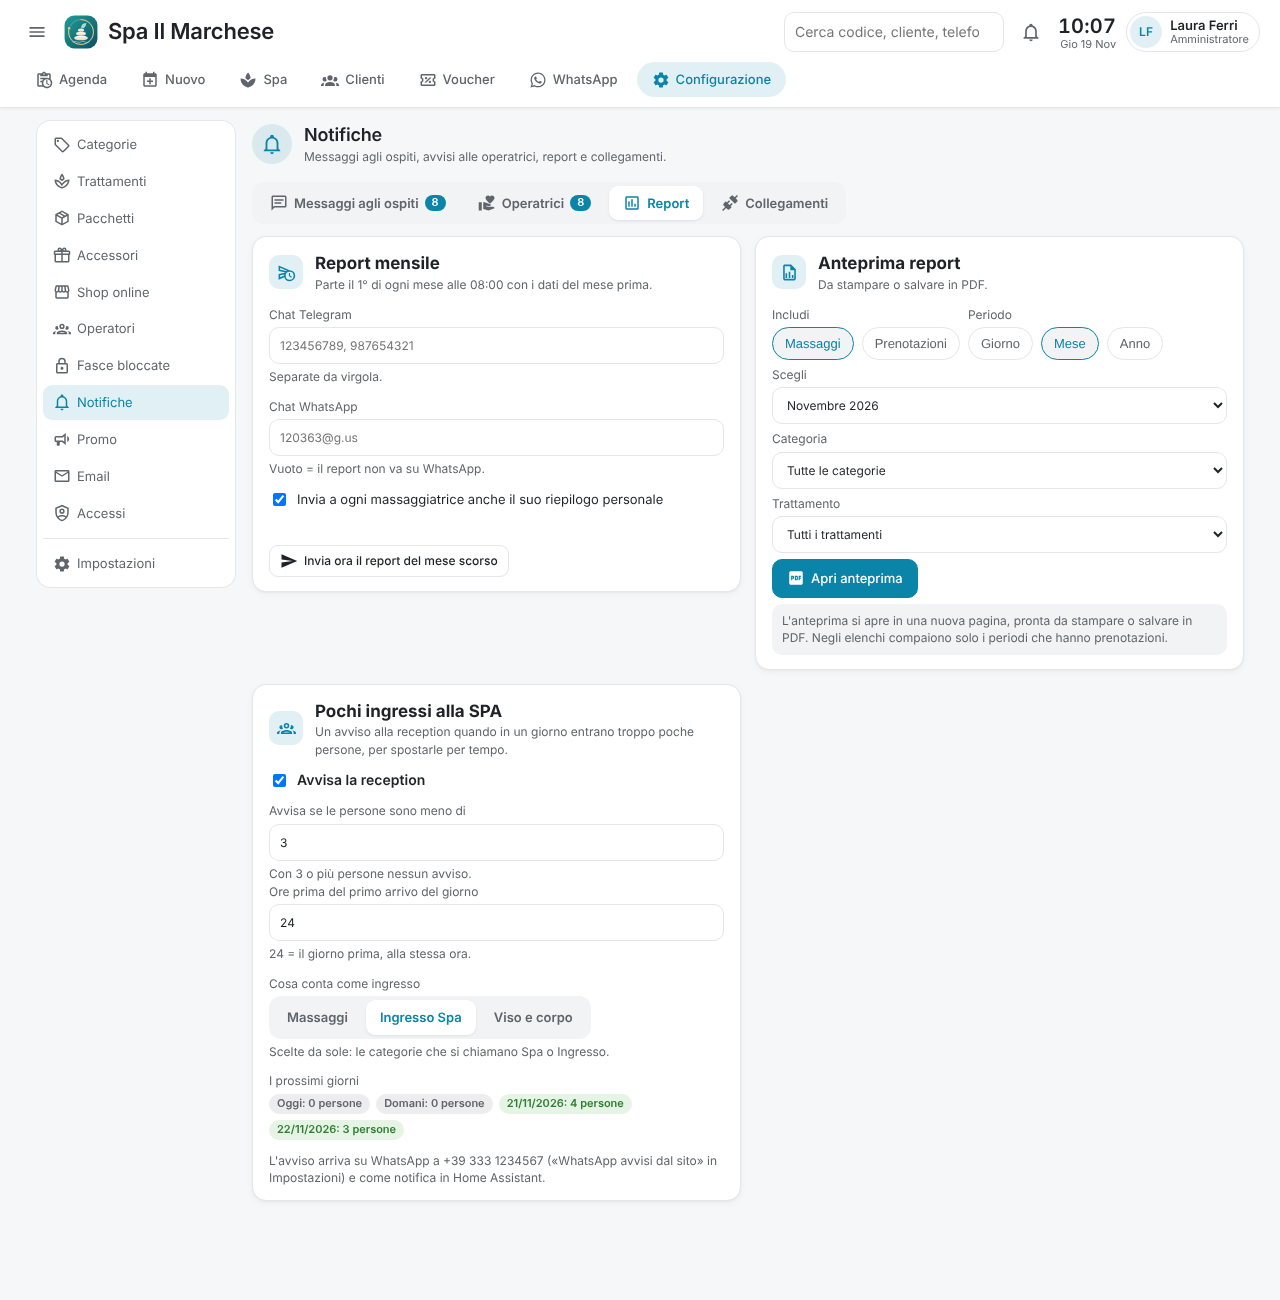 Spa Il Marchese
Cerca codice, cliente, telefo
10:07
Gio 19 Nov
LF
Laura Ferri
Amministratore
Agenda
Nuovo
Spa
Clienti
Voucher
WhatsApp
Configurazione
Categorie
Trattamenti
Pacchetti
Accessori
Shop online
Operatori
Fasce bloccate
Notifiche
Promo
Email
Accessi
Impostazioni
Notifiche
Messaggi agli ospiti, avvisi alle operatrici, report e collegamenti.
Messaggi agli ospiti 8
Operatrici 8
Report
Collegamenti
Report mensile
Parte il 1° di ogni mese alle 08:00 con i dati del mese prima.
Chat Telegram
123456789, 987654321
Separate da virgola.
Chat WhatsApp
120363@g.us
Vuoto = il report non va su WhatsApp.
Invia a ogni massaggiatrice anche il suo riepilogo personale
Invia ora il report del mese scorso
Anteprima report
Da stampare o salvare in PDF.
Includi
Periodo
Massaggi
Prenotazioni
Giorno
Mese
Anno
Scegli
Novembre 2026
Categoria
Tutte le categorie
Trattamento
Tutti i trattamenti
PDF
Apri anteprima
L'anteprima si apre in una nuova pagina, pronta da stampare o salvare in
PDF. Negli elenchi compaiono solo i periodi che hanno prenotazioni.
Pochi ingressi alla SPA
Un avviso alla reception quando in un giorno entrano troppo poche
persone, per spostarle per tempo.
Avvisa la reception
Avvisa se le persone sono meno di
3
Con 3 o più persone nessun avviso.
Ore prima del primo arrivo del giorno
24
24 = il giorno prima, alla stessa ora.
Cosa conta come ingresso
Massaggi
Ingresso Spa
Viso e corpo
Scelte da sole: le categorie che si chiamano Spa o Ingresso.
I prossimi giorni
Oggi: 0 persone
Domani: 0 persone
21/11/2026: 4 persone
22/11/2026: 3 persone
L'avviso arriva su WhatsApp a +39 333 1234567 («WhatsApp avvisi dal sito» in
Impostazioni) e come notifica in Home Assistant.